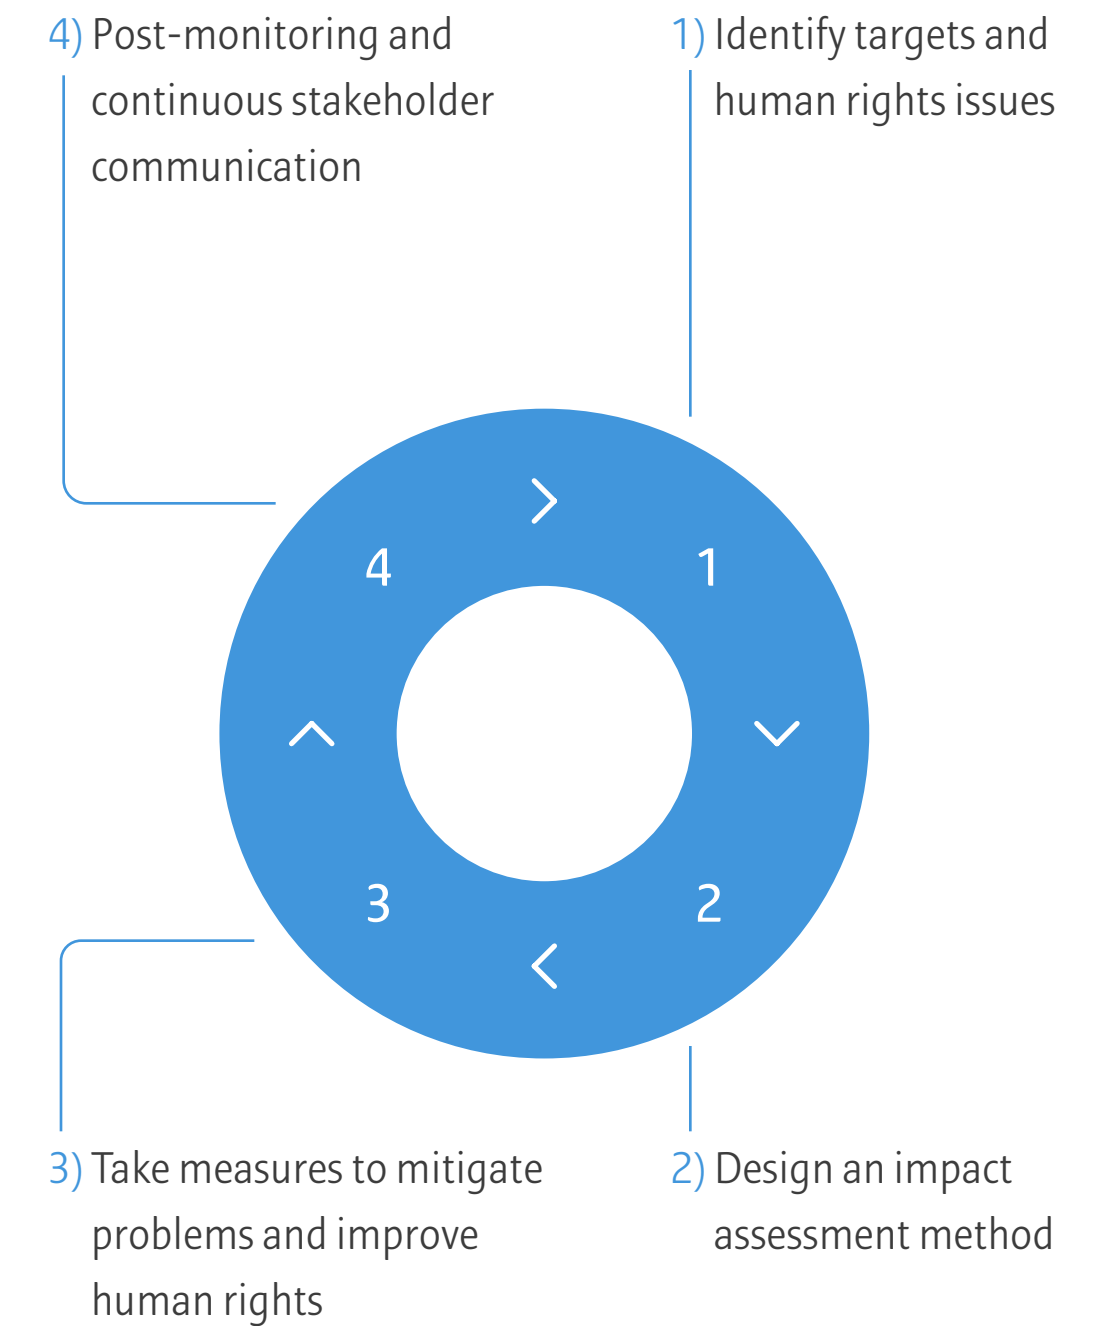 4) Post-monitoring and
continuous stakeholder
communication
1) Identify targets and
human rights issues
4
1
3
2
3) Take measures to mitigate
problems and improve
human rights
2) Design an impact
assessment method